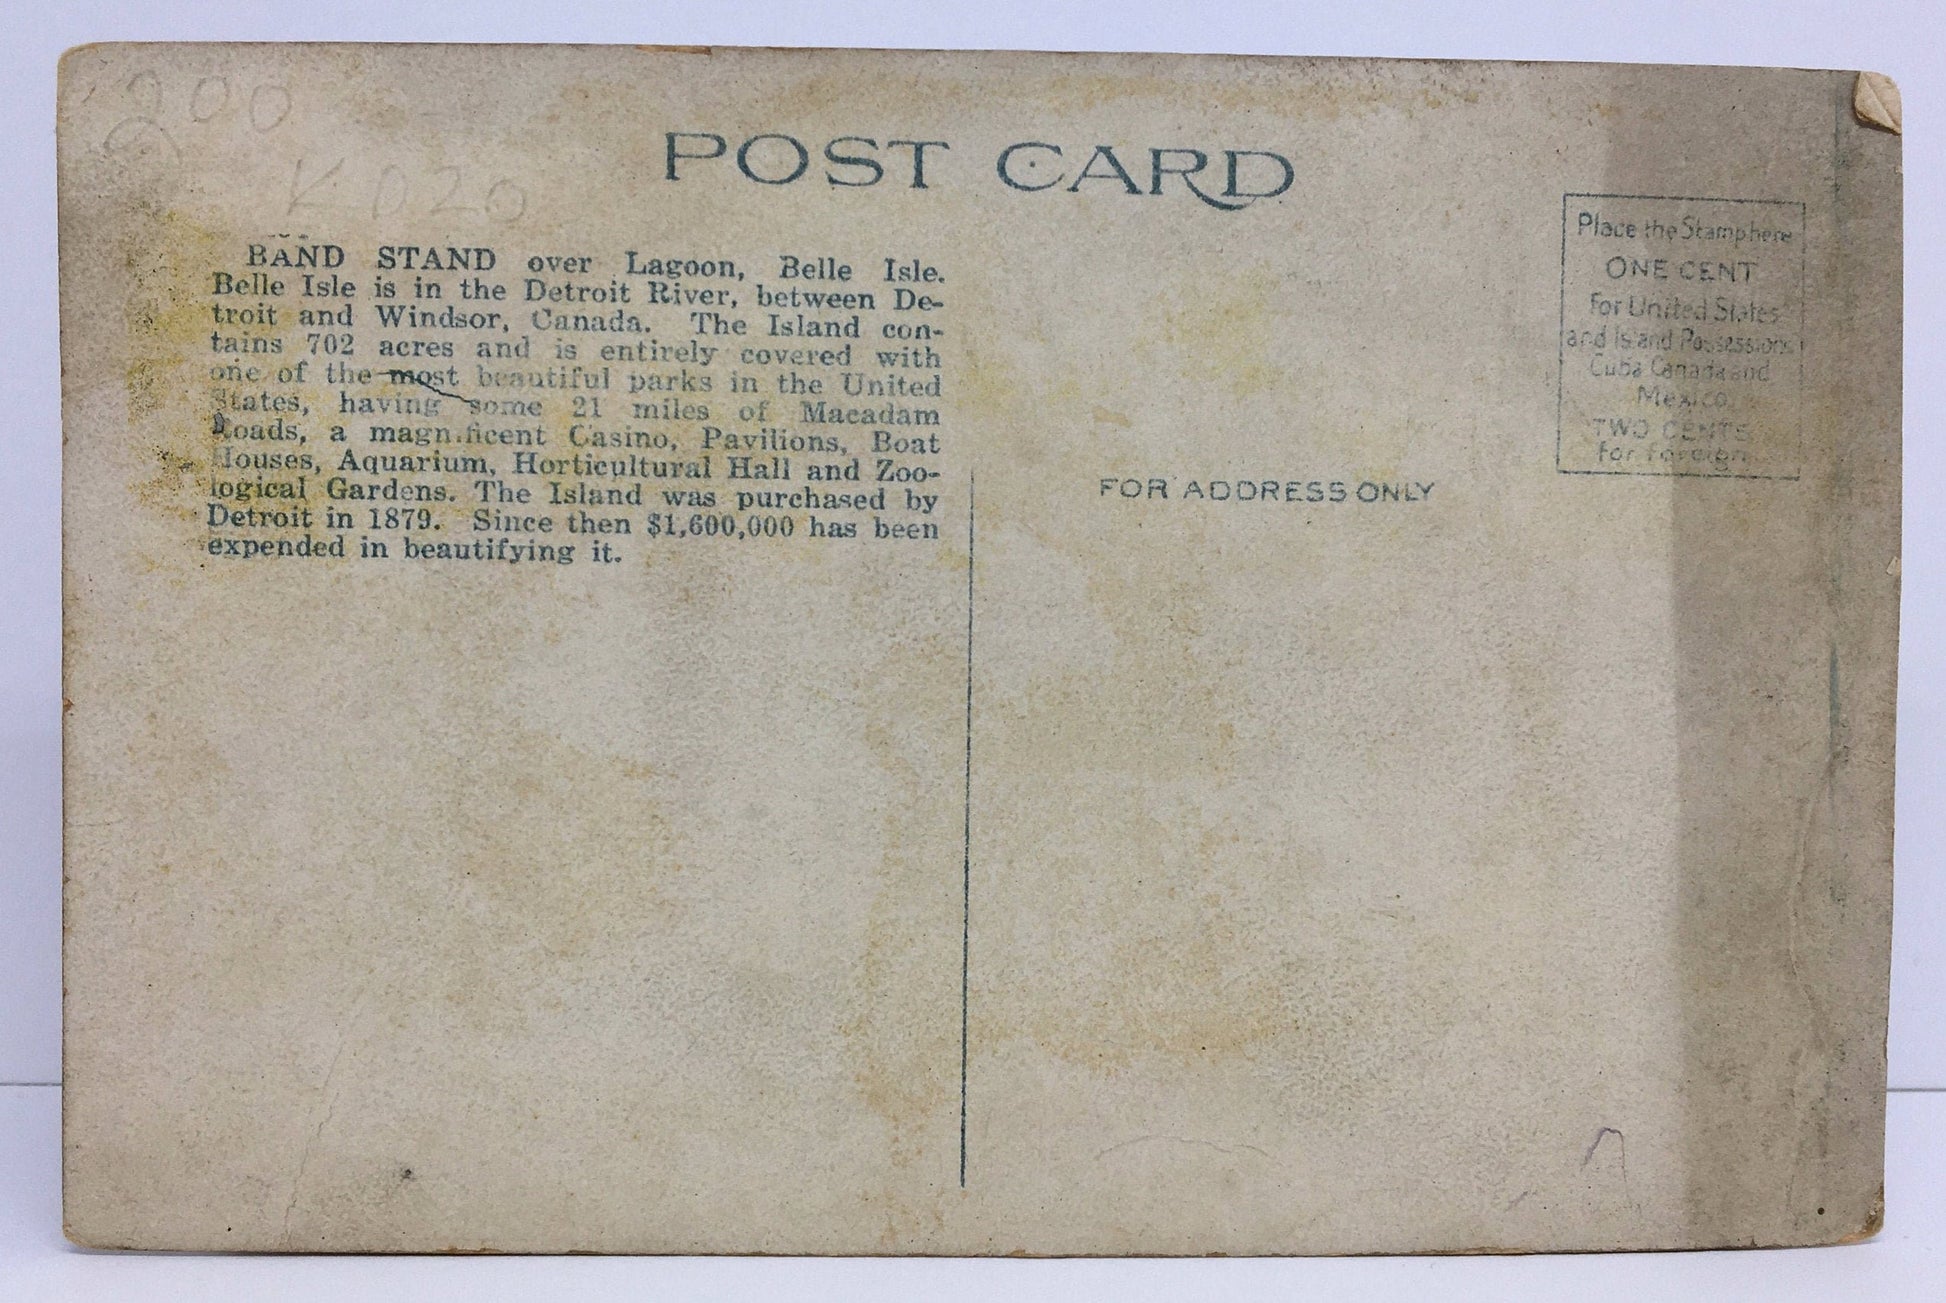 200
K 020
POST CARD
BAND STAND over Lagoon, Belle Isle.
Belle Isle is in the Detroit River, between De-
troit and Windsor, Canada. The Island con-
tains 702 acres and is entirely covered with
one of the most beautiful parks in the United
States, having some 21 miles of Macadam
Roads, a magnificent Casino, Pavilions, Boat
Houses, Aquarium, Horticultural Hall and Zoo-
logical Gardens. The Island was purchased by
Detroit in 1879. Since then $1,600,000 has been
expended in beautifying it.
Place the Stamp here
ONE CENT
for United States
and Island Possessions
Cuba Canada and
Mexico
TWO CENTS
for Foreign
FOR ADDRESS ONLY